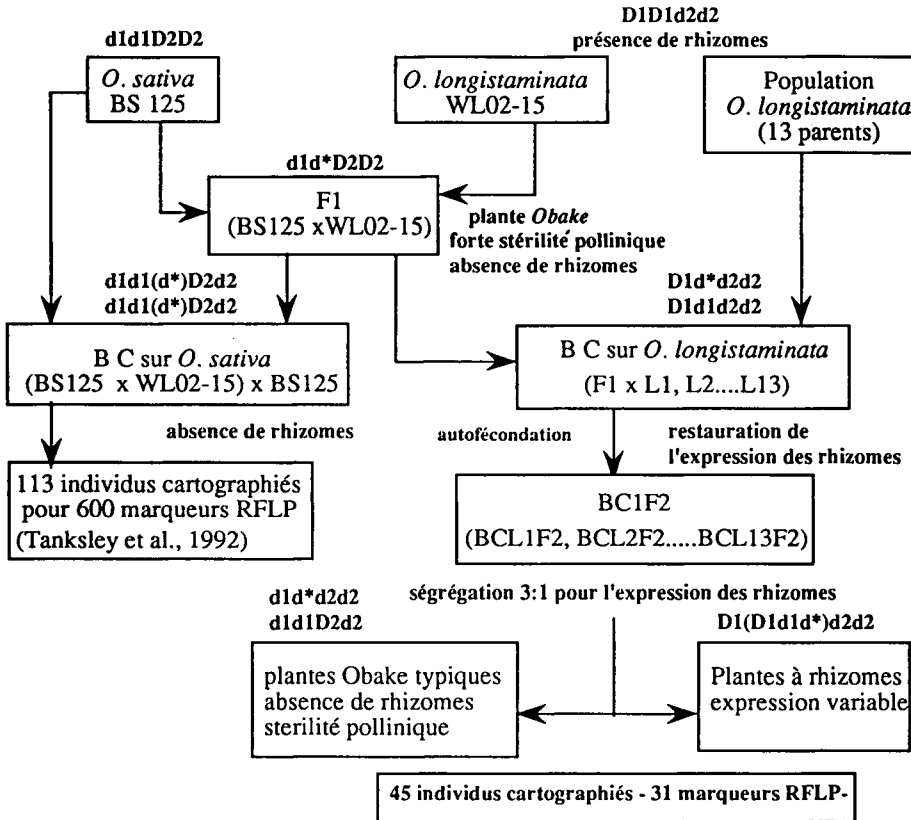 D1D1d2d2
présence de rhizomes
d1d1D2D2
O. sativa
BS 125
O. longistaminata
WL02-15
Population
O. longistaminata
(13 parents)
d1d*D2D2
F1
(BS125 xWL02-15)
plante Obake
forte stérilité pollinique
absence de rhizomes
d1d1(d*)D2d2
d1d1(d*)D2d2
D1d*d2d2
D1d1d2d2
B C sur O. sativa
(BS125 x WL02-15) x BS125
B C sur O. longistaminata
(F1 x L1, L2....L13)
absence de rhizomes
autofécondation
restauration de
l'expression des rhizomes
113 individus cartographiés
pour 600 marqueurs RFLP
(Tanksley et al., 1992)
BC1F2
(BCL1F2, BCL2F2.....BCL13F2)
ségrégation 3:1 pour l'expression des rhizomes
d1d*d2d2
d1d1D2d2
D1(D1d1d*)d2d2
plantes Obake typiques
absence de rhizomes
sterilité pollinique
Plantes à rhizomes
expression variable
45 individus cartographiés - 31 marqueurs RFLP-